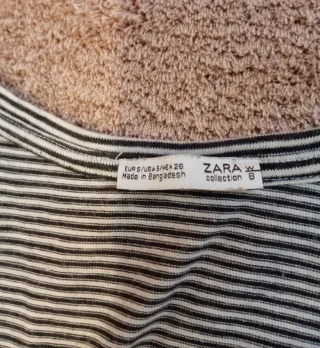 EUR S/USA S/MEX 26
Made in Bangladesh
ZARA W
collection B